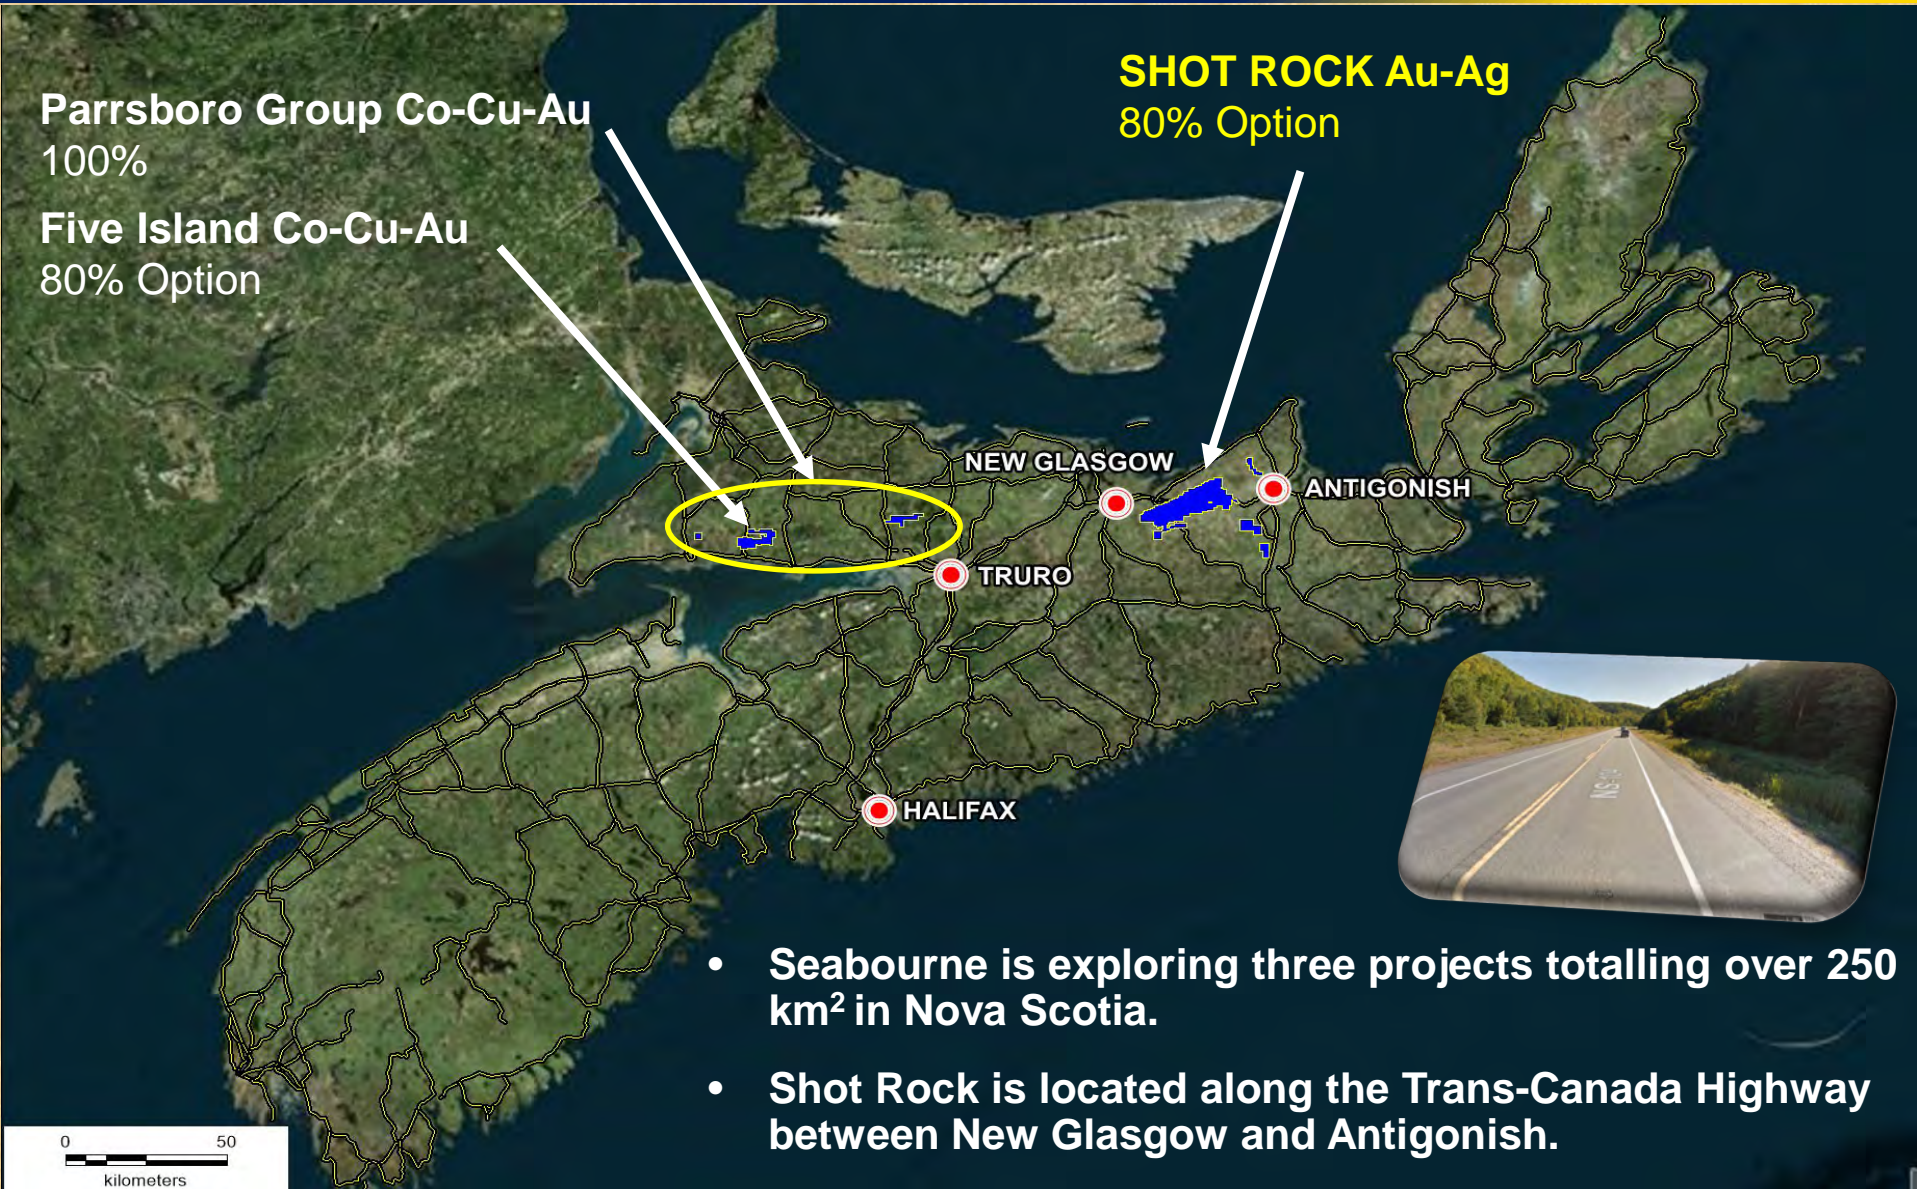 Parrsboro Group Co-Cu-Au
100%
Five Island Co-Cu-Au
80% Option
SHOT ROCK Au-Ag
80% Option
NEW GLASGOW
ANTIGONISH
TRURO
HALIFAX
• Seabourne is exploring three projects totalling over 250
km² in Nova Scotia.
• Shot Rock is located along the Trans-Canada Highway
between New Glasgow and Antigonish.
0 50
kilometers